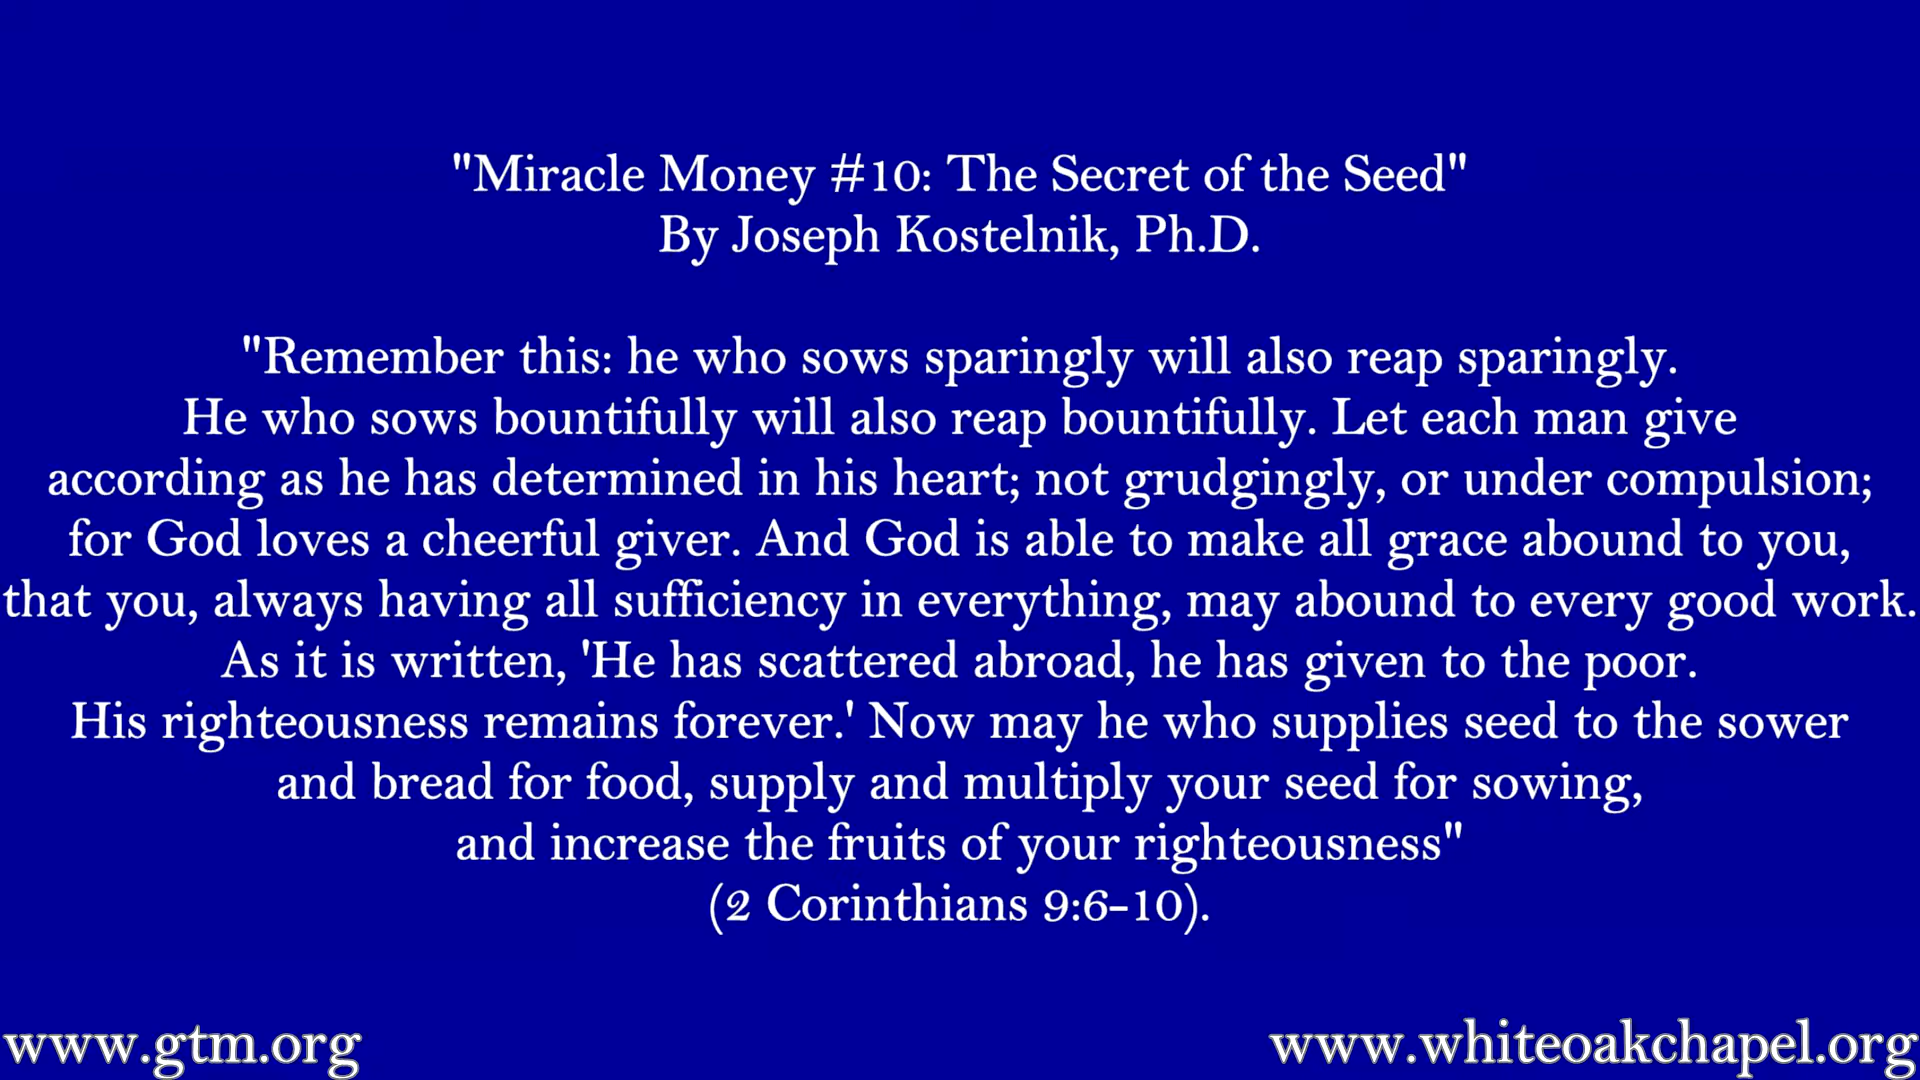 "Miracle Money #10: The Secret of the Seed"
By Joseph Kostelnik, Ph.D.
"Remember this: he who sows sparingly will also reap sparingly.
He who sows bountifully will also reap bountifully. Let each man give
according as he has determined in his heart; not grudgingly, or under compulsion;
for God loves a cheerful giver. And God is able to make all grace abound to you,
that you, always having all sufficiency in everything, may abound to every good work.
As it is written, 'He has scattered abroad, he has given to the poor.
His righteousness remains forever.' Now may he who supplies seed to the sower
and bread for food, supply and multiply your seed for sowing,
and increase the fruits of your righteousness"
(2 Corinthians 9:6-10).
www.gtm.org
www.whiteoakchapel.org